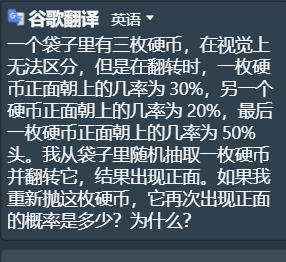 谷歌翻译 英语
一个袋子里有三枚硬币，在视觉上
无法区分，但是在翻转时，一枚硬
币正面朝上的几率为 30%，另一个
硬币正面朝上的几率为 20%，最后
一枚硬币正面朝上的几率为 50%
头。我从袋子里随机抽取一枚硬币
并翻转它，结果出现正面。如果我
重新抛这枚硬币，它再次出现正面
的概率是多少？为什么？